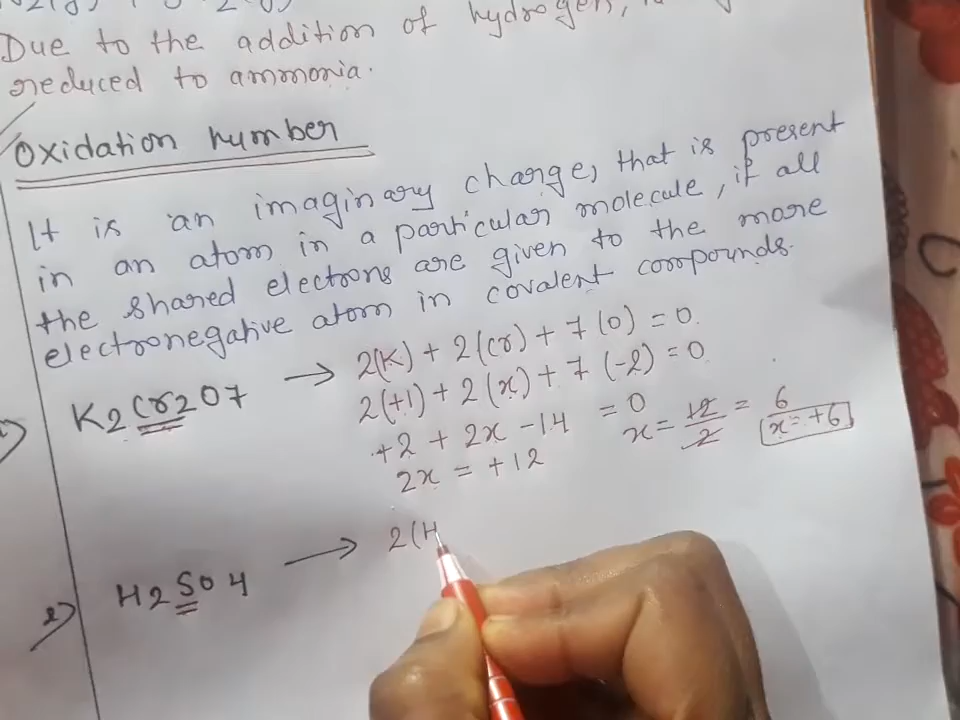 Due to the addition of hydrogen,
reduced to ammonia.
Oxidation number
It is an imaginary charge, that is present
in an atom in a particular molecule, if all
the shared electrons are given to the more
electronegative atom in covalent compounds.
K2Cr2O7 → 2(K) + 2(cr) + 7(0) = 0
2(+1) + 2(x) + 7(-2) = 0
+2 + 2x - 14 = 0
2x = +12
x = +12/2 = 6
x = +6
2) H2SO4 → 2(H